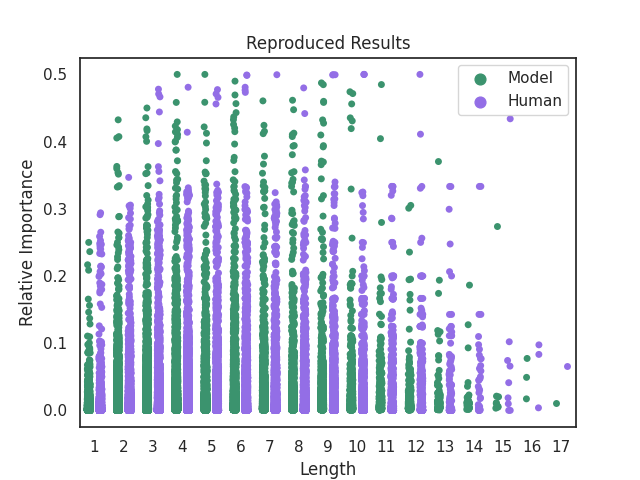 Reproduced Results
Model
Human
Relative Importance
0.5
0.4
0.3
0.2
0.1
0.0
1 2 3 4 5 6 7 8 9 10 11 12 13 14 15 16 17
Length